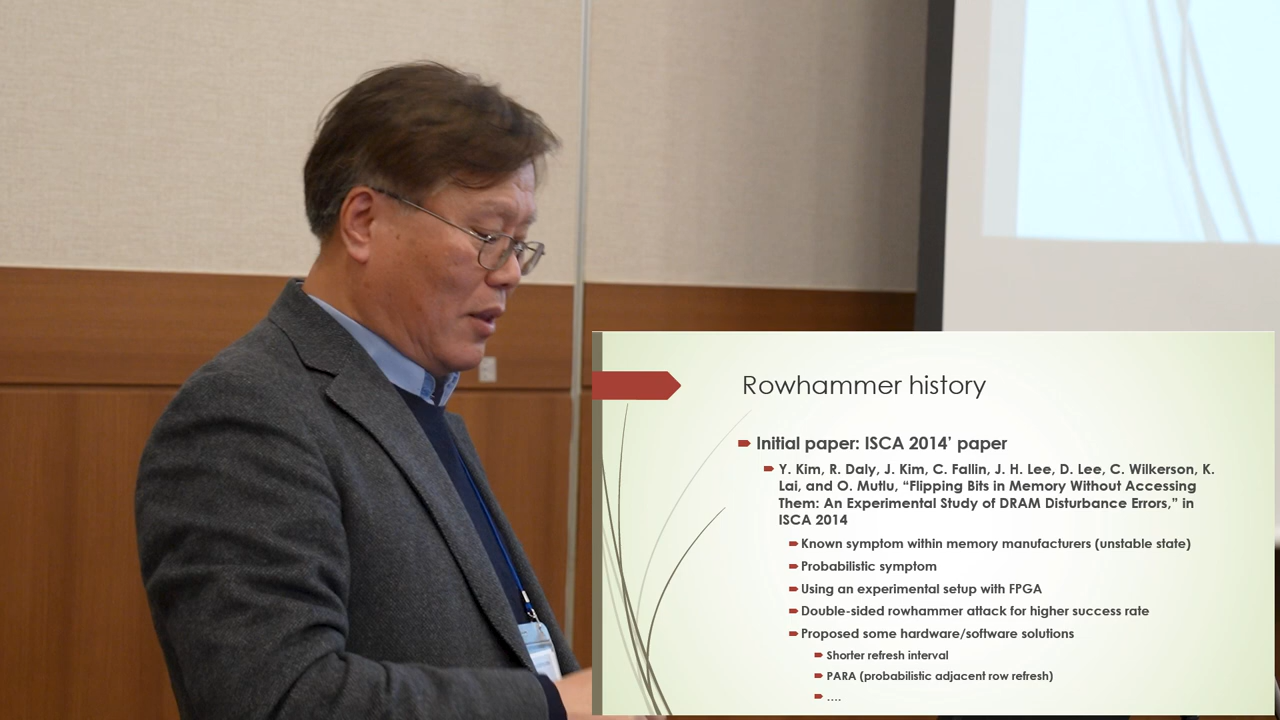 Rowhammer history
Initial paper: ISCA 2014’ paper
Y. Kim, R. Daly, J. Kim, C. Fallin, J. H. Lee, D. Lee, C. Wilkerson, K.
Lai, and O. Mutlu, “Flipping Bits in Memory Without Accessing
Them: An Experimental Study of DRAM Disturbance Errors,” in
ISCA 2014
Known symptom within memory manufacturers (unstable state)
Probabilistic symptom
Using an experimental setup with FPGA
Double-sided rowhammer attack for higher success rate
Proposed some hardware/software solutions
Shorter refresh interval
PARA (probabilistic adjacent row refresh)
....